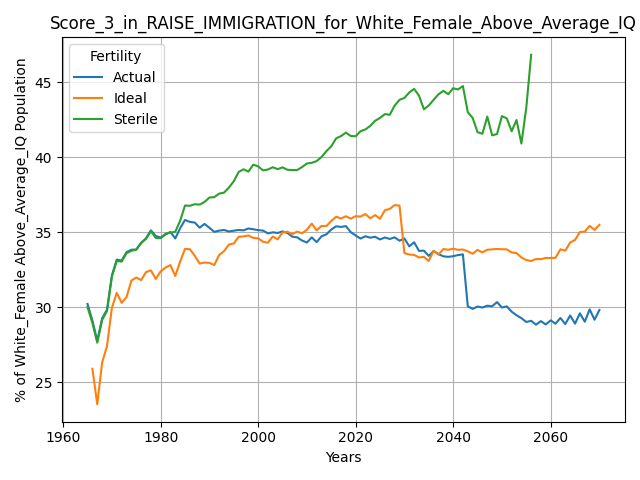 Score_3_in_RAISE_IMMIGRATION_for_White_Female_Above_Average_IQ
% of White_Female Above_Average_IQ Population
Fertility
Actual
Ideal
Sterile
45
40
35
30
25
1960
1980
2000
2020
2040
2060
Years